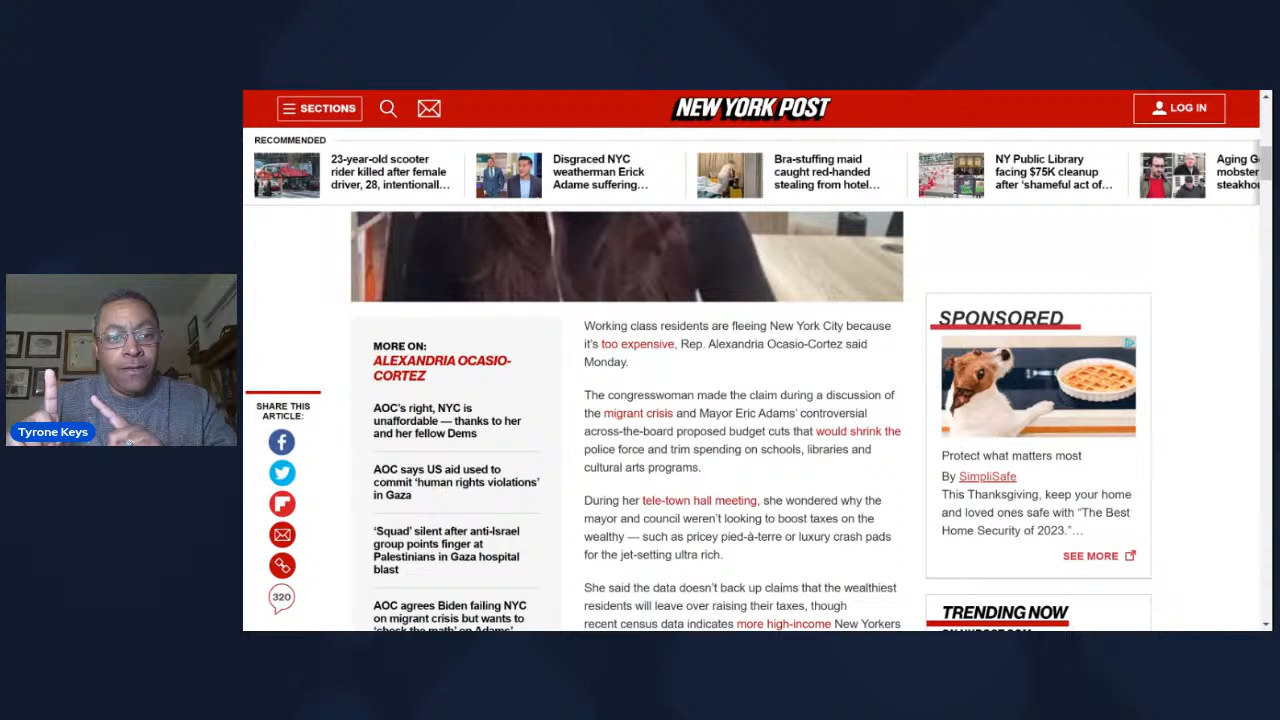 SECTIONS
NEW YORK POST
LOG IN
RECOMMENDED
23-year-old scooter
rider killed after female
driver, 28, intentionall…
Disgraced NYC
weatherman Erick
Adame suffering…
Bra-stuffing maid
caught red-handed
stealing from hotel…
NY Public Library
facing $75K cleanup
after ‘shameful act of…
Aging
mobster
Tyrone Keys
SHARE THIS
ARTICLE:
320
MORE ON:
ALEXANDRIA OCASIO-
CORTEZ
AOC’s right, NYC is
unaffordable — thanks to her
and her fellow Dems
AOC says US aid used to
commit ‘human rights violations’
in Gaza
‘Squad’ silent after anti-Israel
group points finger at
Palestinians in Gaza hospital
blast
AOC agrees Biden failing NYC
on migrant crisis but wants to
‘check the math’ on Adams’
Working class residents are fleeing New York City because
it’s too expensive, Rep. Alexandria Ocasio-Cortez said
Monday.
The congresswoman made the claim during a discussion of
the migrant crisis and Mayor Eric Adams’ controversial
across-the-board proposed budget cuts that would shrink the
police force and trim spending on schools, libraries and
cultural arts programs.
During her tele-town hall meeting, she wondered why the
mayor and council weren’t looking to boost taxes on the
wealthy — such as pricey pied-à-terre or luxury crash pads
for the jet-setting ultra rich.
She said the data doesn’t back up claims that the wealthiest
residents will leave over raising their taxes, though
recent census data indicates more high-income New Yorkers
SPONSORED
Protect what matters most
By SimpliSafe
This Thanksgiving, keep your home
and loved ones safe with “The Best
Home Security of 2023.”…
SEE MORE
TRENDING NOW